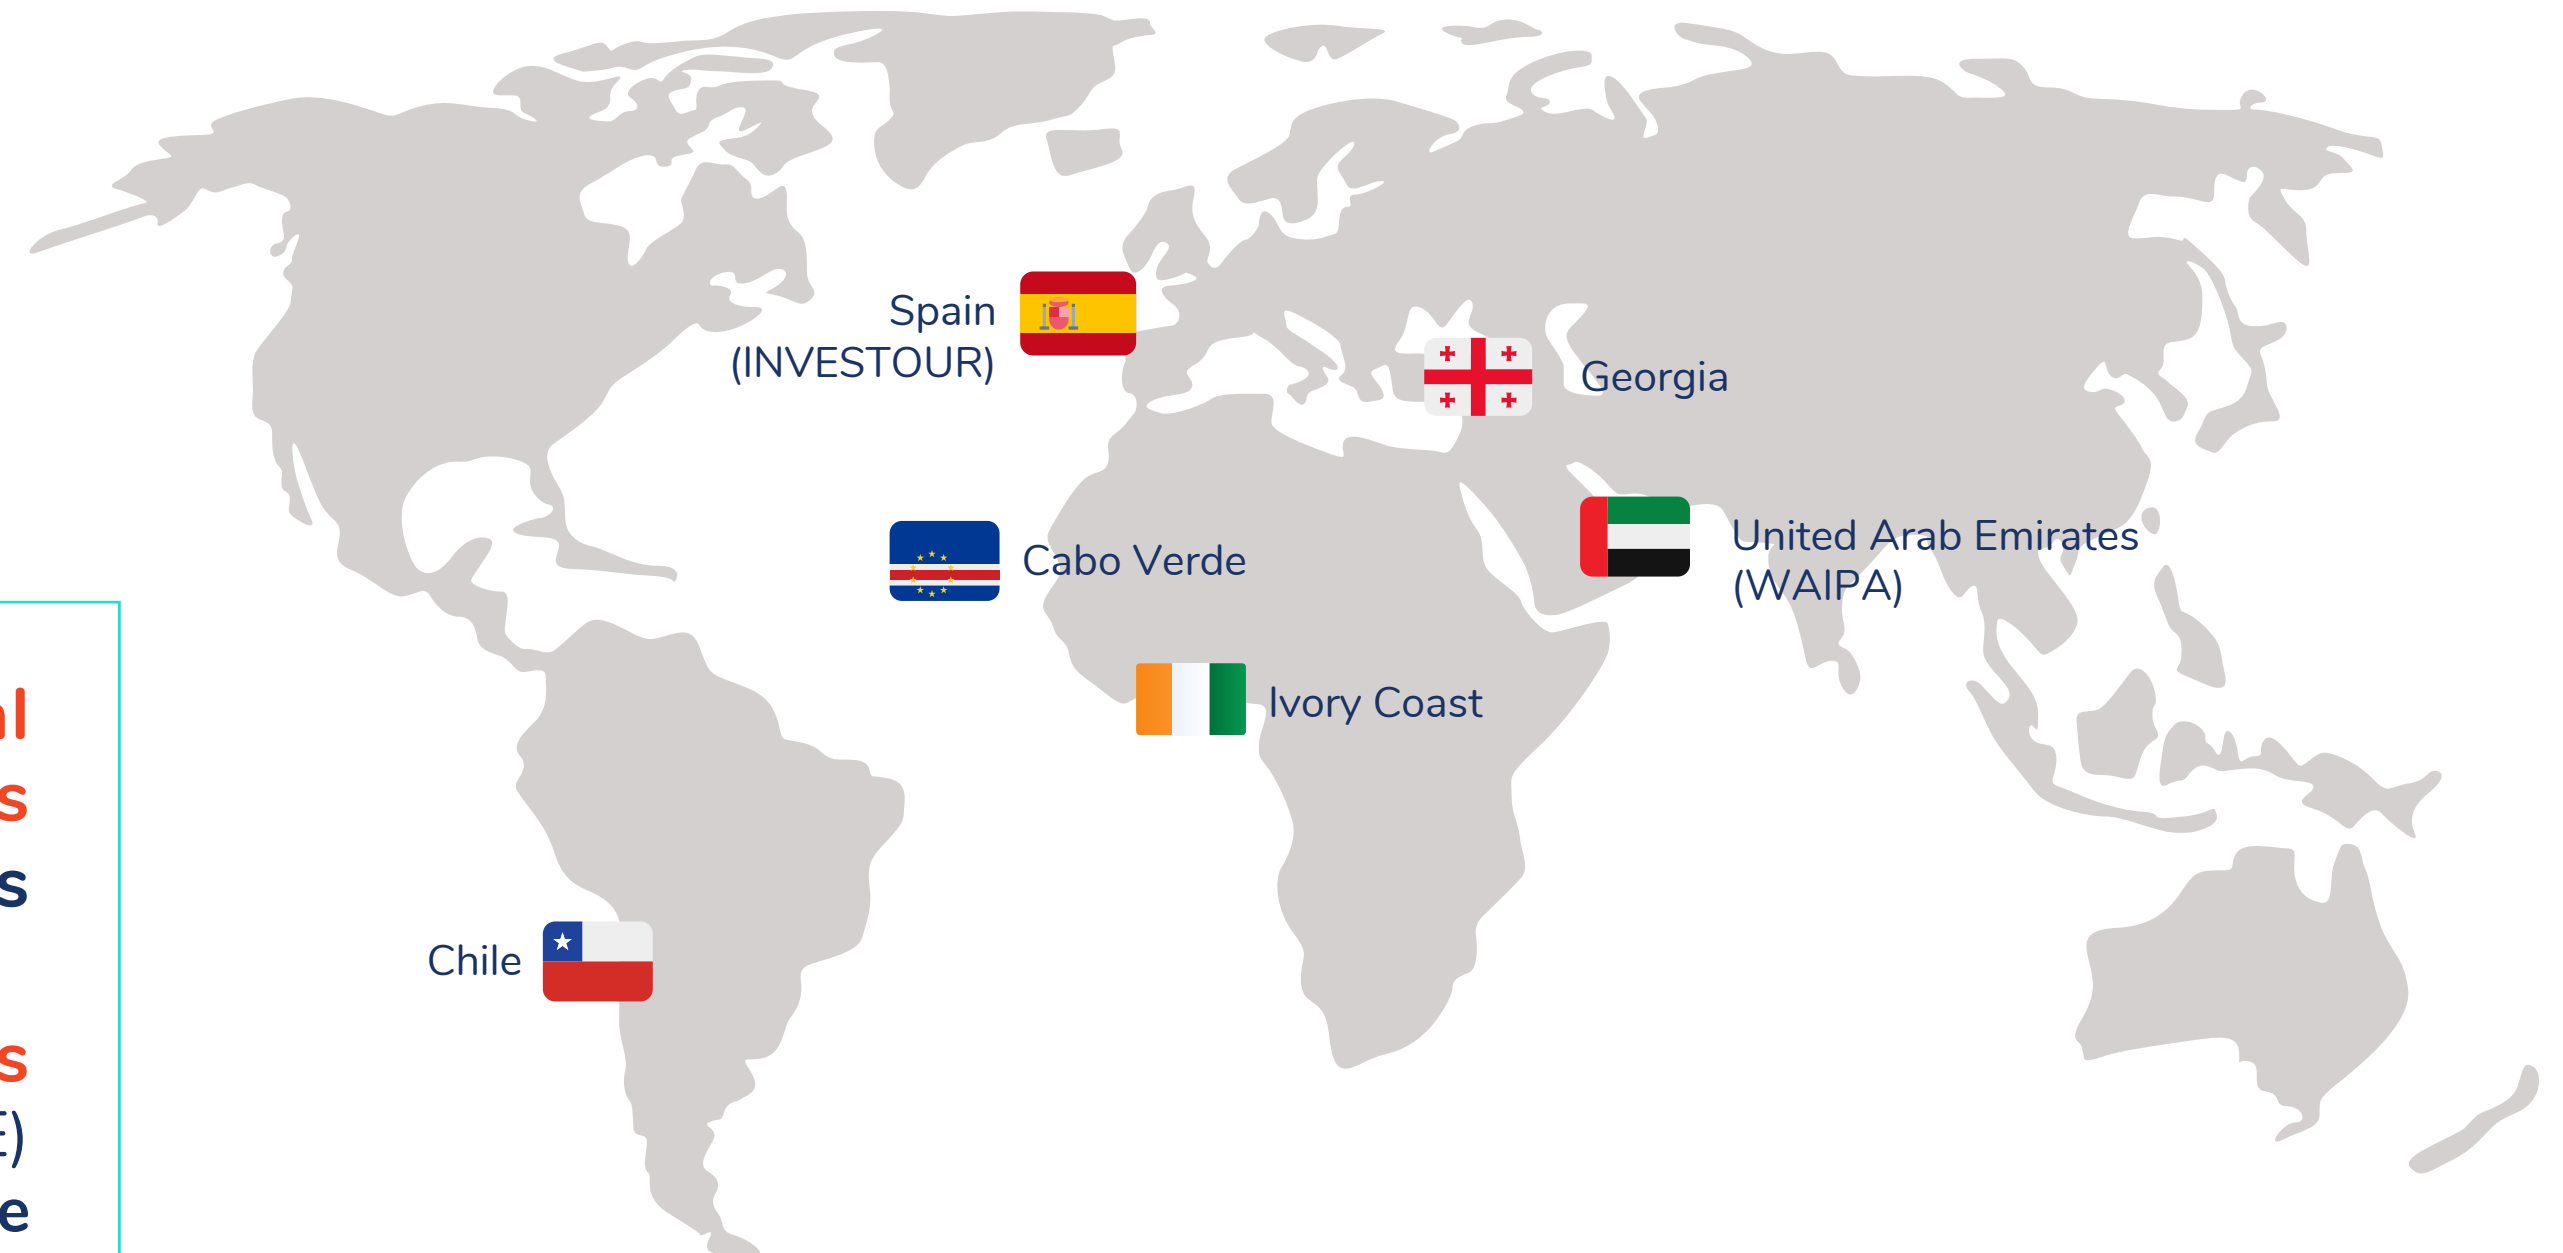 Spain
(INVESTOUR)
Georgia
United Arab Emirates
(WAIPA)
Cabo Verde
Ivory Coast
Chile